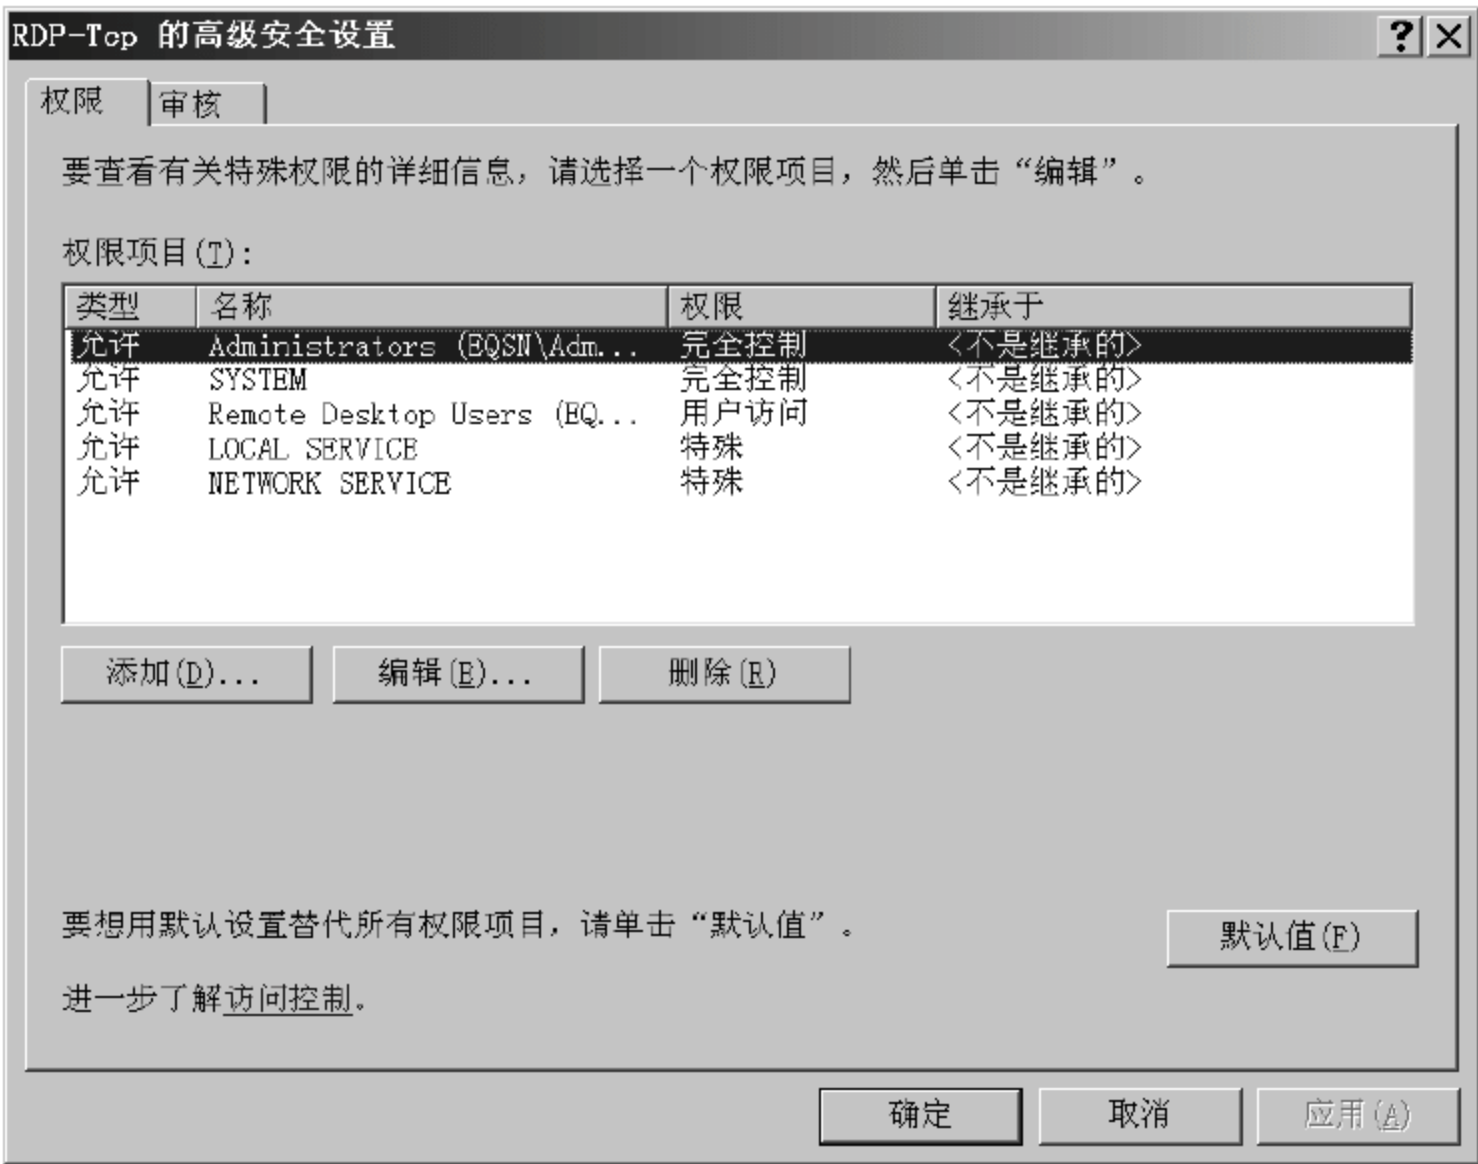 RDP-Tcp 的高级安全设置
权限 审核
要查看有关特殊权限的详细信息，请选择一个权限项目，然后单击“编辑”。
权限项目(T):
类型 名称 权限 继承于
允许 Administrators (EQSN\Adm... 完全控制 <不是继承的>
允许 SYSTEM 完全控制 <不是继承的>
允许 Remote Desktop Users (EQ... 用户访问 <不是继承的>
允许 LOCAL SERVICE 特殊 <不是继承的>
允许 NETWORK SERVICE 特殊 <不是继承的>
添加(D)... 编辑(E)... 删除(R)
要想用默认设置替代所有权限项目，请单击“默认值”。
默认值(F)
进一步了解访问控制。
确定 取消 应用(A)